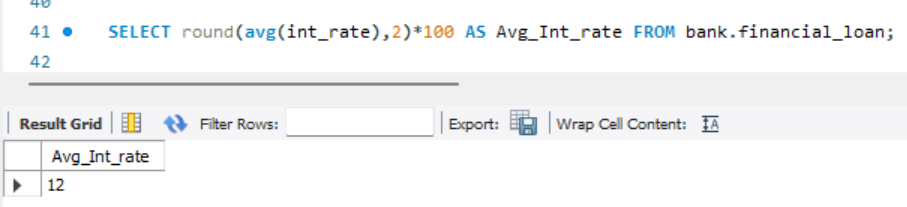 40
41 SELECT round(avg(int_rate),2)*100 AS Avg_Int_rate FROM bank.financial_loan;
42
Result Grid Filter Rows: Export: Wrap Cell Content: IA
Avg_Int_rate
12